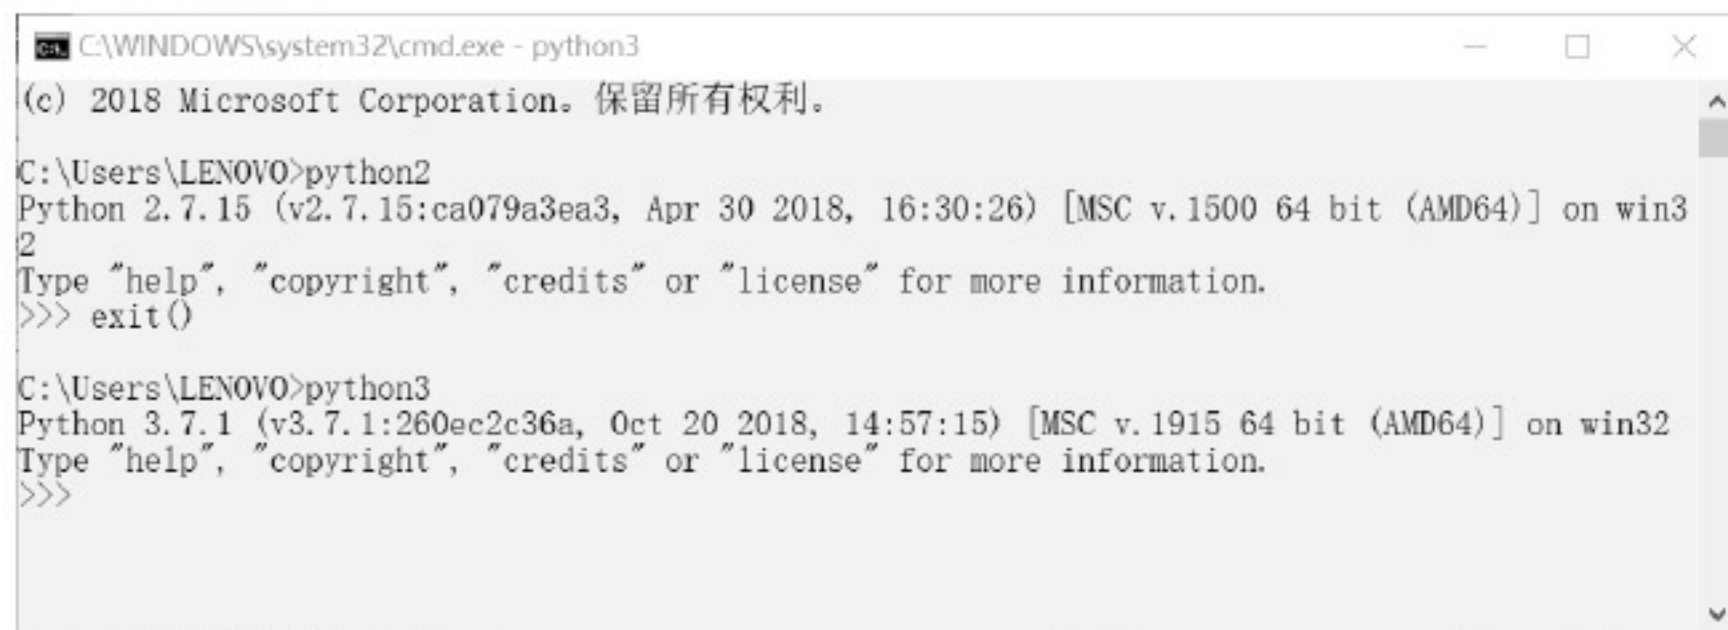 C:\WINDOWS\system32\cmd.exe - python3
(c) 2018 Microsoft Corporation。保留所有权利。
C:\Users\LENOVO>python2
Python 2.7.15 (v2.7.15:ca079a3ea3, Apr 30 2018, 16:30:26) [MSC v.1500 64 bit (AMD64)] on win3
2
Type "help", "copyright", "credits" or "license" for more information.
>>> exit()
C:\Users\LENOVO>python3
Python 3.7.1 (v3.7.1:260ec2c36a, Oct 20 2018, 14:57:15) [MSC v.1915 64 bit (AMD64)] on win32
Type "help", "copyright", "credits" or "license" for more information.
>>>